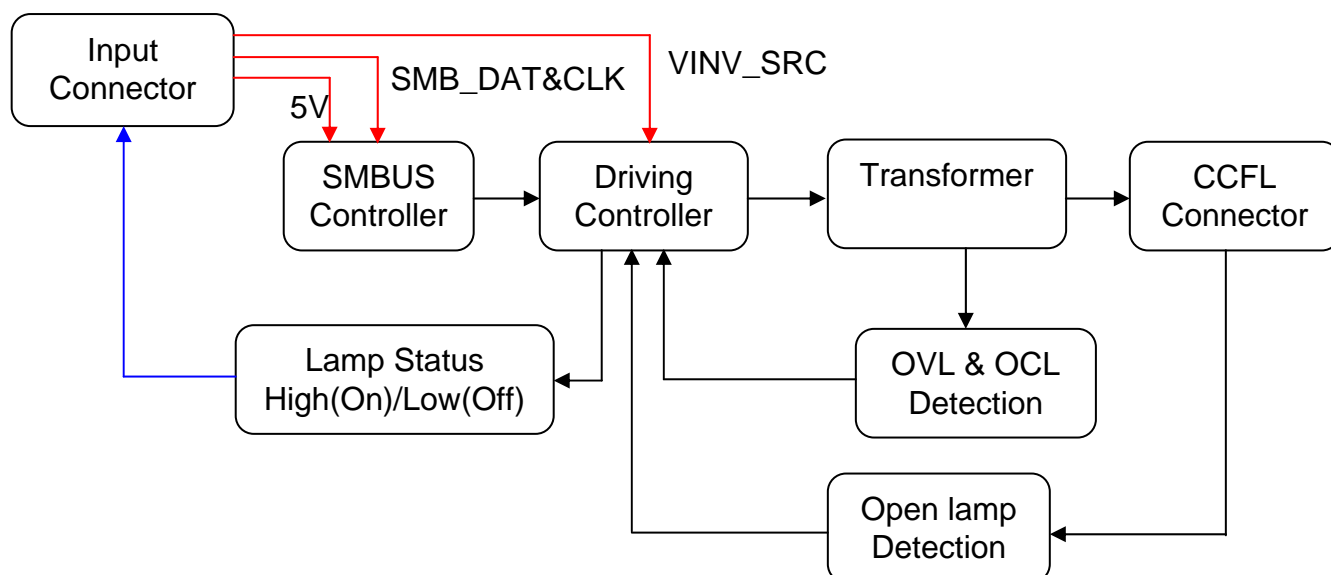 Input
Connector
VINV_SRC
SMB_DAT&CLK
5V
SMBUS
Controller
Driving
Controller
Transformer
CCFL
Connector
Lamp Status
High(On)/Low(Off)
OVL & OCL
Detection
Open lamp
Detection